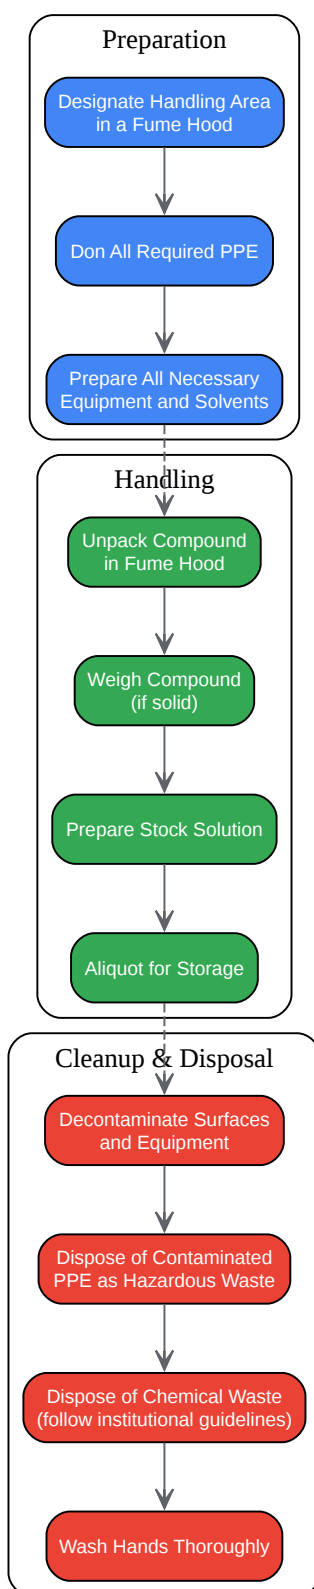 Preparation
Designate Handling Area
in a Fume Hood
Don All Required PPE
Prepare All Necessary
Equipment and Solvents
Handling
Unpack Compound
in Fume Hood
Weigh Compound
(if solid)
Prepare Stock Solution
Aliquot for Storage
Cleanup & Disposal
Decontaminate Surfaces
and Equipment
Dispose of Contaminated
PPE as Hazardous Waste
Dispose of Chemical Waste
(follow institutional guidelines)
Wash Hands Thoroughly